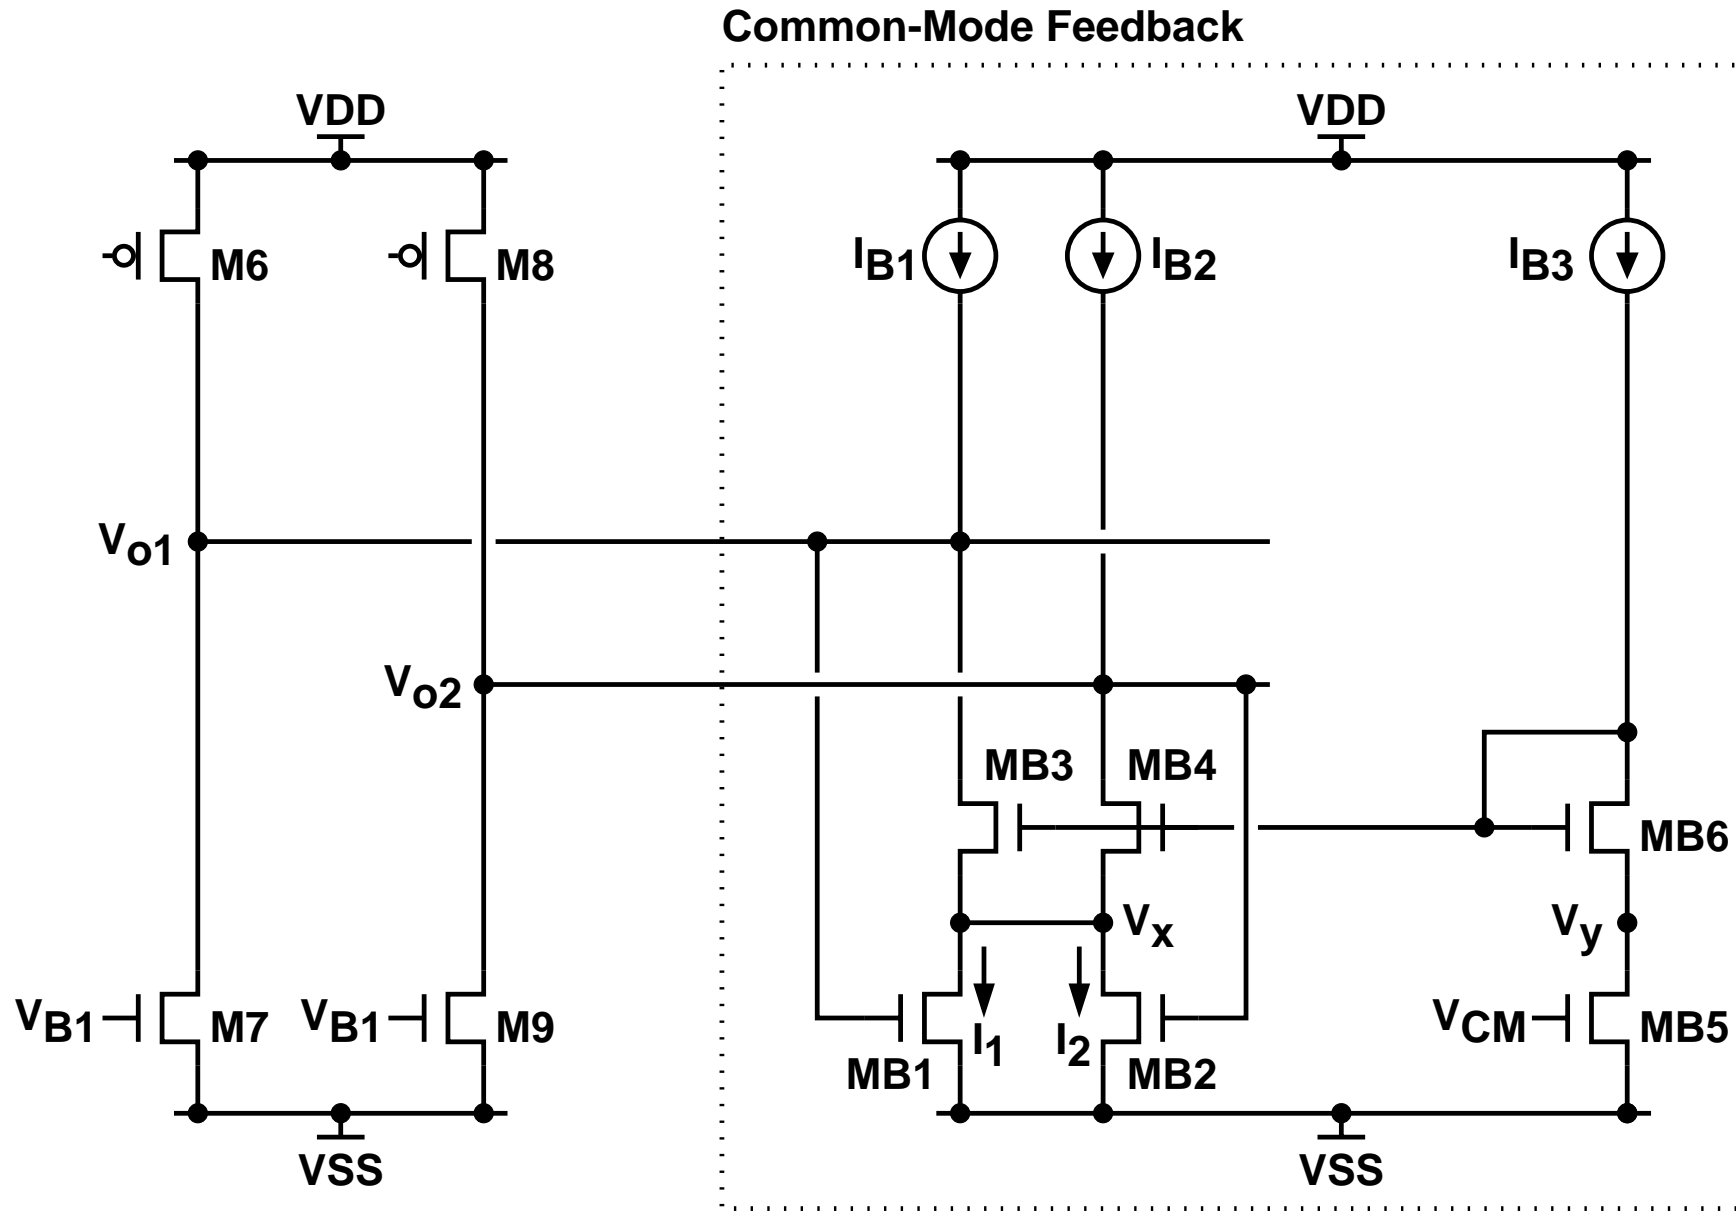 Common-Mode Feedback
VDD
VDD
M6
M8
IB1
IB2
IB3
Vo1
Vo2
MB3
MB4
MB6
Vx
Vy
VB1
M7
VB1
M9
I1
I2
VCM
MB5
MB1
MB2
VSS
VSS